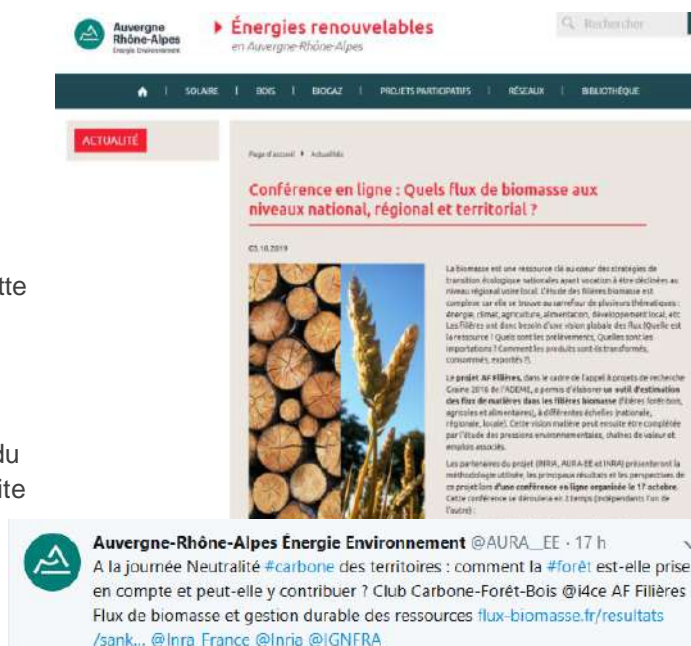 Auvergne
Rhône-Alpes
Énergie Environnement
Énergies renouvelables
en Auvergne-Rhône-Alpes
Rechercher
SOLAIRE | BOIS | BIOGAZ | PROJETS PARTICIPATIFS | RÉSEAUX | BIBLIOTHÈQUE
ACTUALITÉ
Page d'accueil Actualités
Conférence en ligne : Quels flux de biomasse aux
niveaux national, régional et territorial ?
03.10.2019
tte
du
ite
La biomasse est une ressource clé au coeur des stratégies de
transition écologique nationales ayant vocation à être déclinées au
niveau régional voire local. L'étude des filières biomasse est
complexe car elle se trouve au carrefour de plusieurs thématiques :
énergie, climat, agriculture, alimentation, développement local, etc.
Les filières ont donc besoin d'une vision globale des flux (Quelle est
la ressource ? Quels sont les prélèvements, Quelles sont les
importations ? Comment les produits sont-ils transformés,
consommés, exportés ?).
Le projet AF Filières, dans le cadre de l'appel à projets de recherche
Graine 2016 de l'ADEME, a permis d'élaborer un outil d'estimation
des flux de matières dans les filières biomasse (filières forêt-bois,
agricoles et alimentaires), à différentes échelles (nationale,
régionale, locale). Cette vision matière peut ensuite être complétée
par l'étude des pressions environnementales, chaînes de valeur et
emplois associés.
Les partenaires du projet (INRIA, AURA-EE et INRA) présenteront la
méthodologie utilisée, les principaux résultats et les perspectives de
ce projet lors d'une conférence en ligne organisée le 17 octobre.
Cette conférence se déroulera en 2 temps (indépendants l'un de
l'autre) :
Auvergne-Rhône-Alpes Énergie Environnement @AURA_EE · 17 h
A la journée Neutralité #carbone des territoires : comment la #forêt est-elle prise
en compte et peut-elle y contribuer ? Club Carbone-Forêt-Bois @i4ce AF Filières
Flux de biomasse et gestion durable des ressources flux-biomasse.fr/resultats
/sank... @Inra_France @Inria @IGNFRA